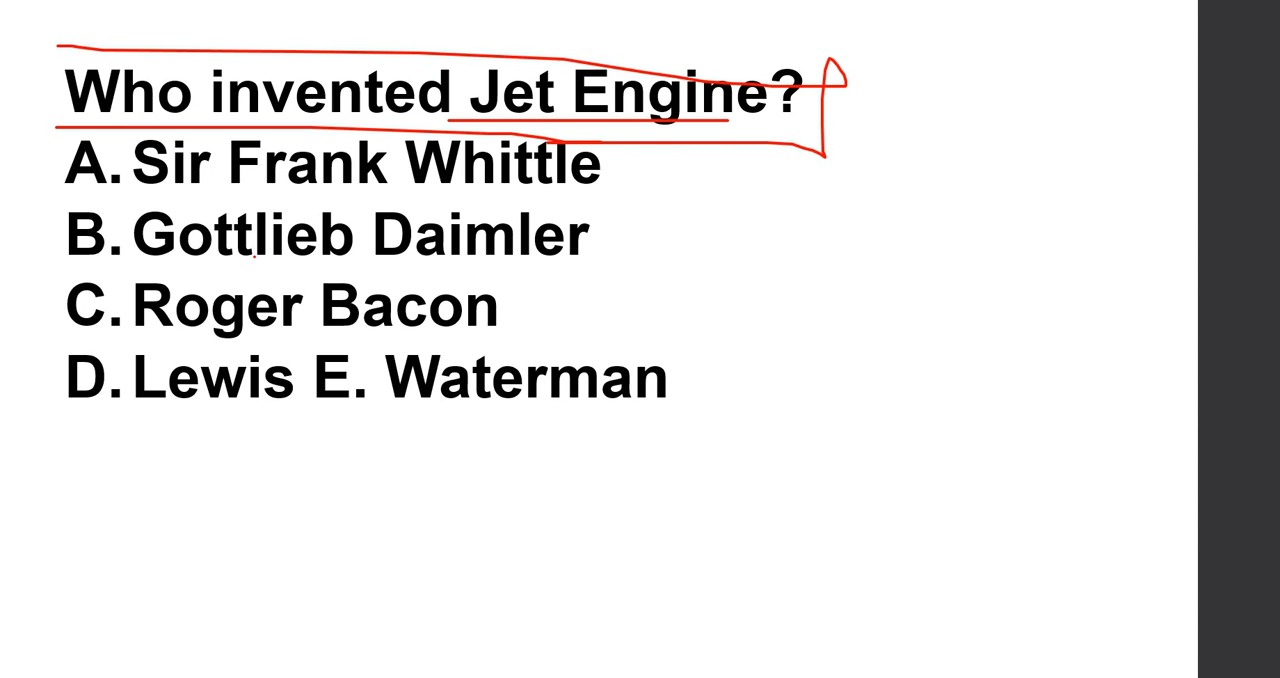 Who invented Jet Engine?
A. Sir Frank Whittle
B. Gottlieb Daimler
C. Roger Bacon
D. Lewis E. Waterman